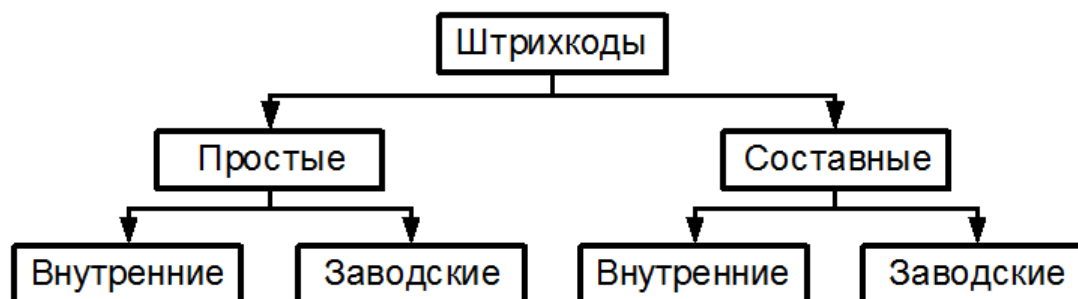 Штрихкоды
Простые
Составные
Внутренние
Заводские
Внутренние
Заводские